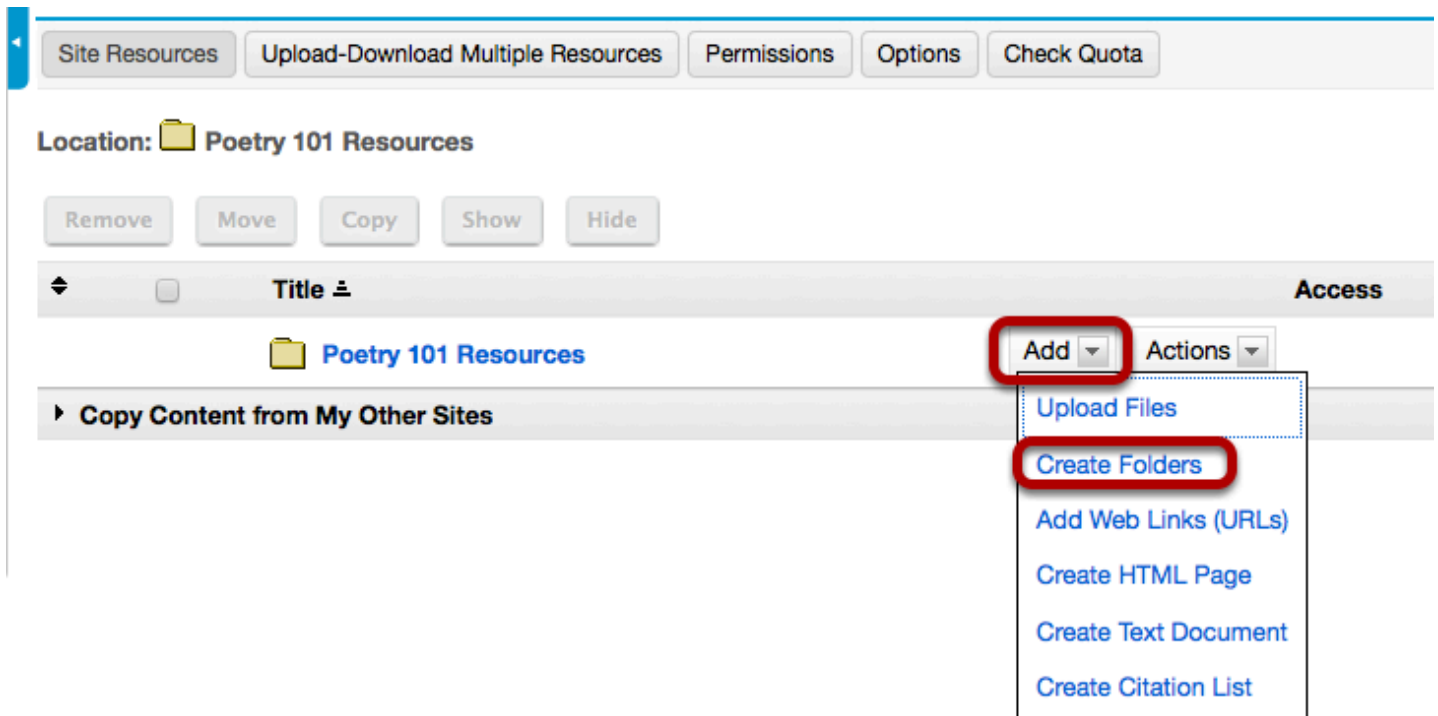 Site Resources Upload-Download Multiple Resources Permissions Options Check Quota
Location: Poetry 101 Resources
Remove Move Copy Show Hide
Title Access
Poetry 101 Resources Add Actions
Copy Content from My Other Sites
Upload Files
Create Folders
Add Web Links (URLs)
Create HTML Page
Create Text Document
Create Citation List